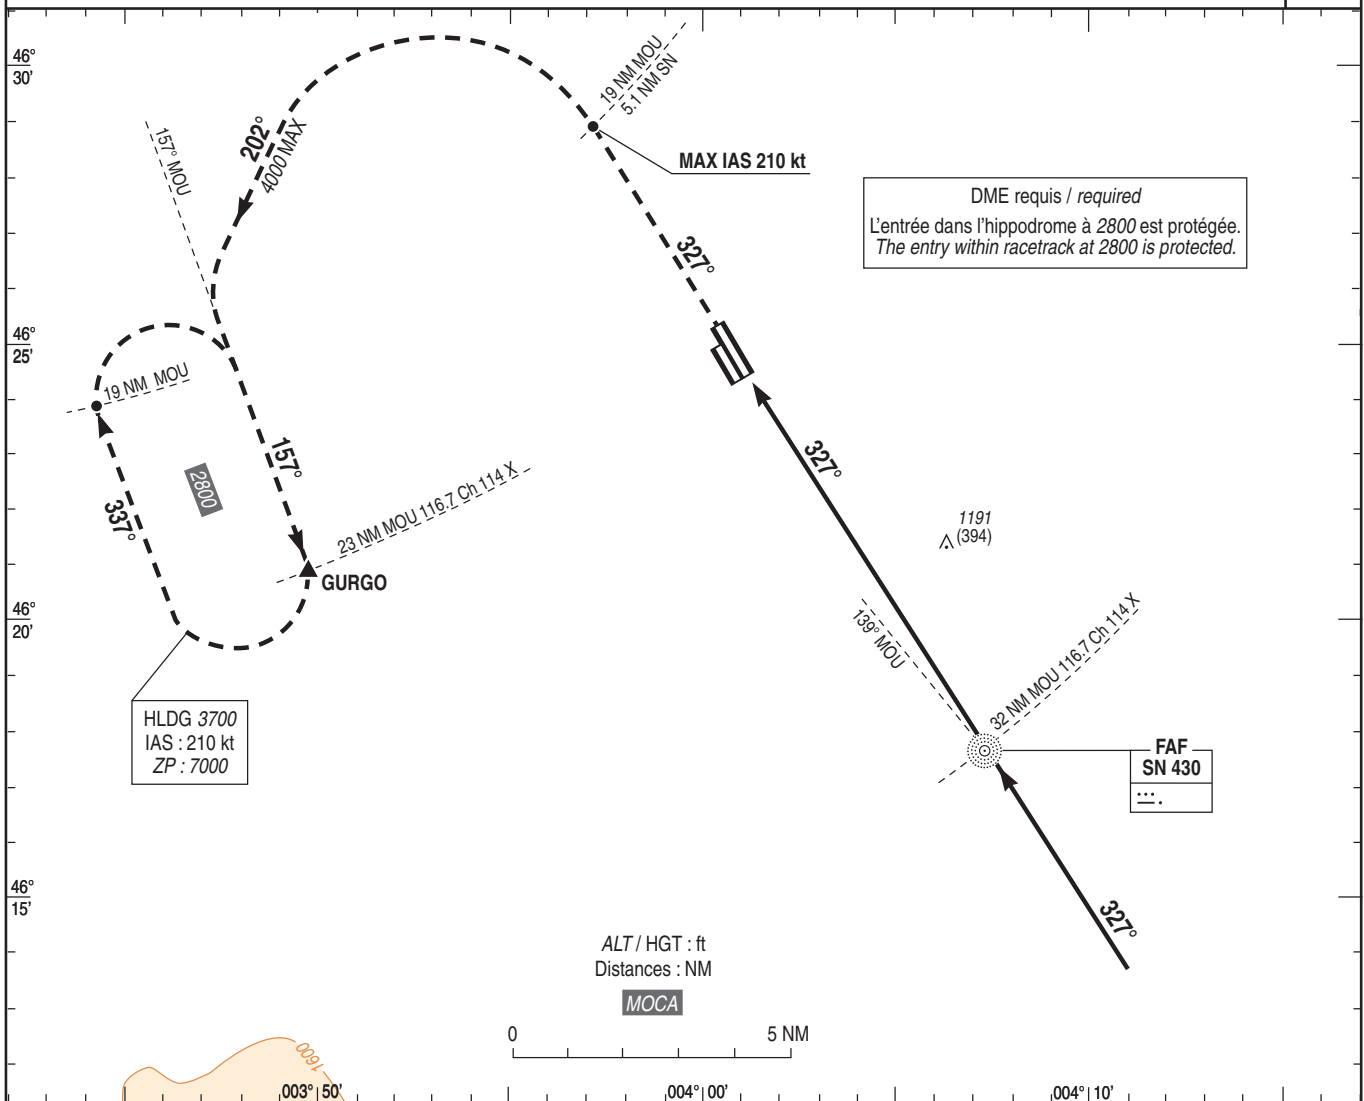 46°
30'
19 NM MOU
5.1 NM SN
202°
4000 MAX
157° MOU
MAX IAS 210 kt
DME requis / required
L'entrée dans l'hippodrome à 2800 est protégée.
The entry within racetrack at 2800 is protected.
327°
46°
25'
19 NM MOU
157°
327°
2800
337°
23 NM MOU 116.7 Ch 114 X
GURGO
1191
(394)
46°
20'
139° MOU
32 NM MOU 116.7 Ch 114 X
HLDG 3700
IAS : 210 kt
ZP : 7000
FAF
SN 430
46°
15'
327°
ALT / HGT : ft
Distances : NM
MOCA
0 5 NM
1600
003° 50'
004° 00'
004° 10'